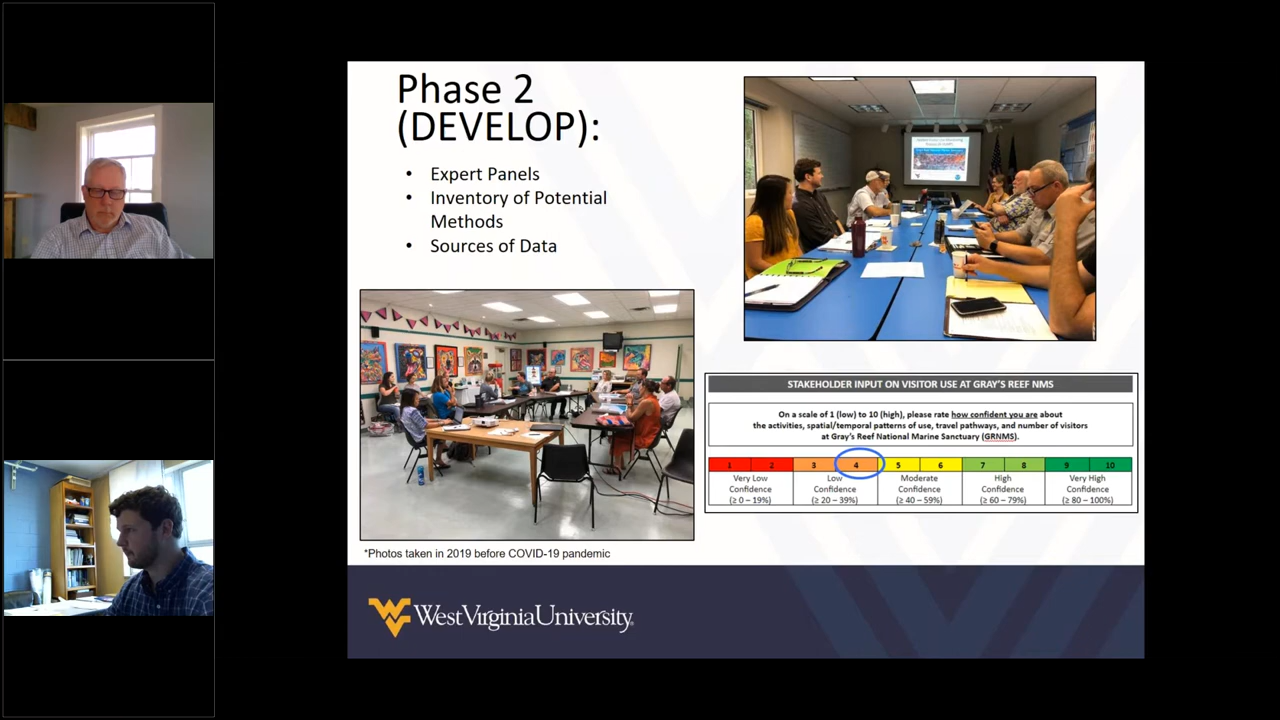 Phase 2
(DEVELOP):
• Expert Panels
• Inventory of Potential
Methods
• Sources of Data
*Photos taken in 2019 before COVID-19 pandemic
STAKEHOLDER INPUT ON VISITOR USE AT GRAY'S REEF NMS
On a scale of 1 (low) to 10 (high), please rate how confident you are about
the activities, spatial/temporal patterns of use, travel pathways, and number of visitors
at Gray's Reef National Marine Sanctuary (GRNMS).
1 2 3 4 5 6 7 8 9 10
Very Low Low Moderate High Very High
Confidence Confidence Confidence Confidence Confidence
(≥ 0 – 19%) (≥ 20 – 39%) (≥ 40 – 59%) (≥ 60 – 79%) (≥ 80 – 100%)
West Virginia University®